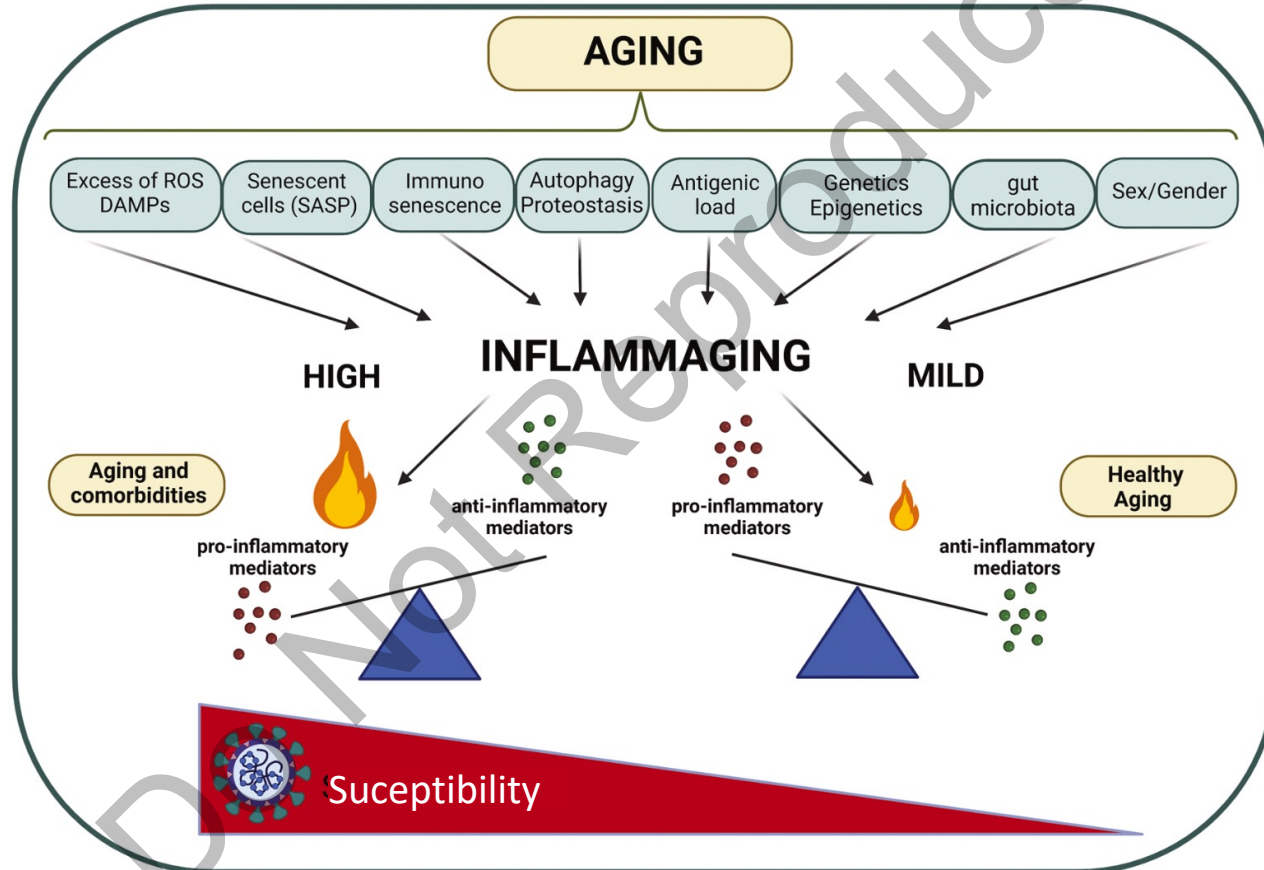 AGING
Excess of ROS
DAMPs
Senescent
cells (SASP)
Immuno
senescence
Autophagy
Proteostasis
Antigenic
load
Genetics
Epigenetics
gut
microbiota
Sex/Gender
INFLAMMAGING
HIGH
MILD
Aging and
comorbidities
anti-inflammatory
mediators
pro-inflammatory
mediators
Healthy
Aging
pro-inflammatory
mediators
anti-inflammatory
mediators
Suceptibility
Not Reproduc